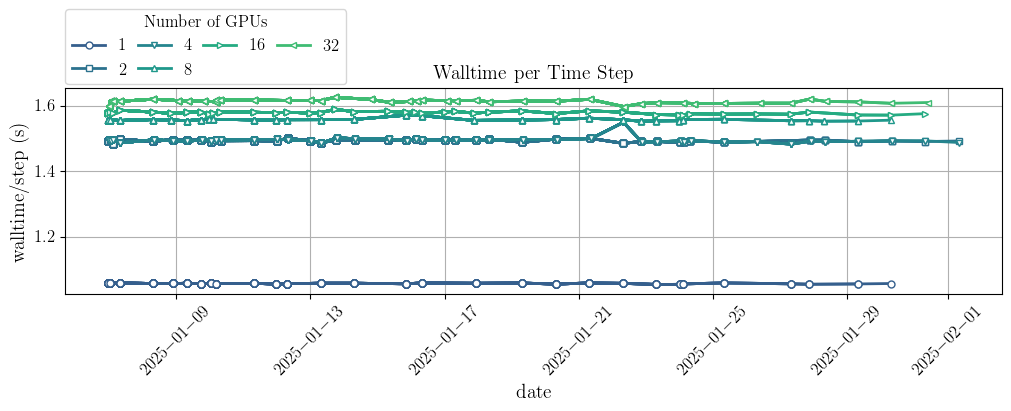 Number of GPUs
1 4 16 32
2 8
Walltime per Time Step
walltime/step (s)
1.6
1.4
1.2
2025−01−09
2025−01−13
2025−01−17
2025−01−21
2025−01−25
2025−01−29
2025−02−01
date